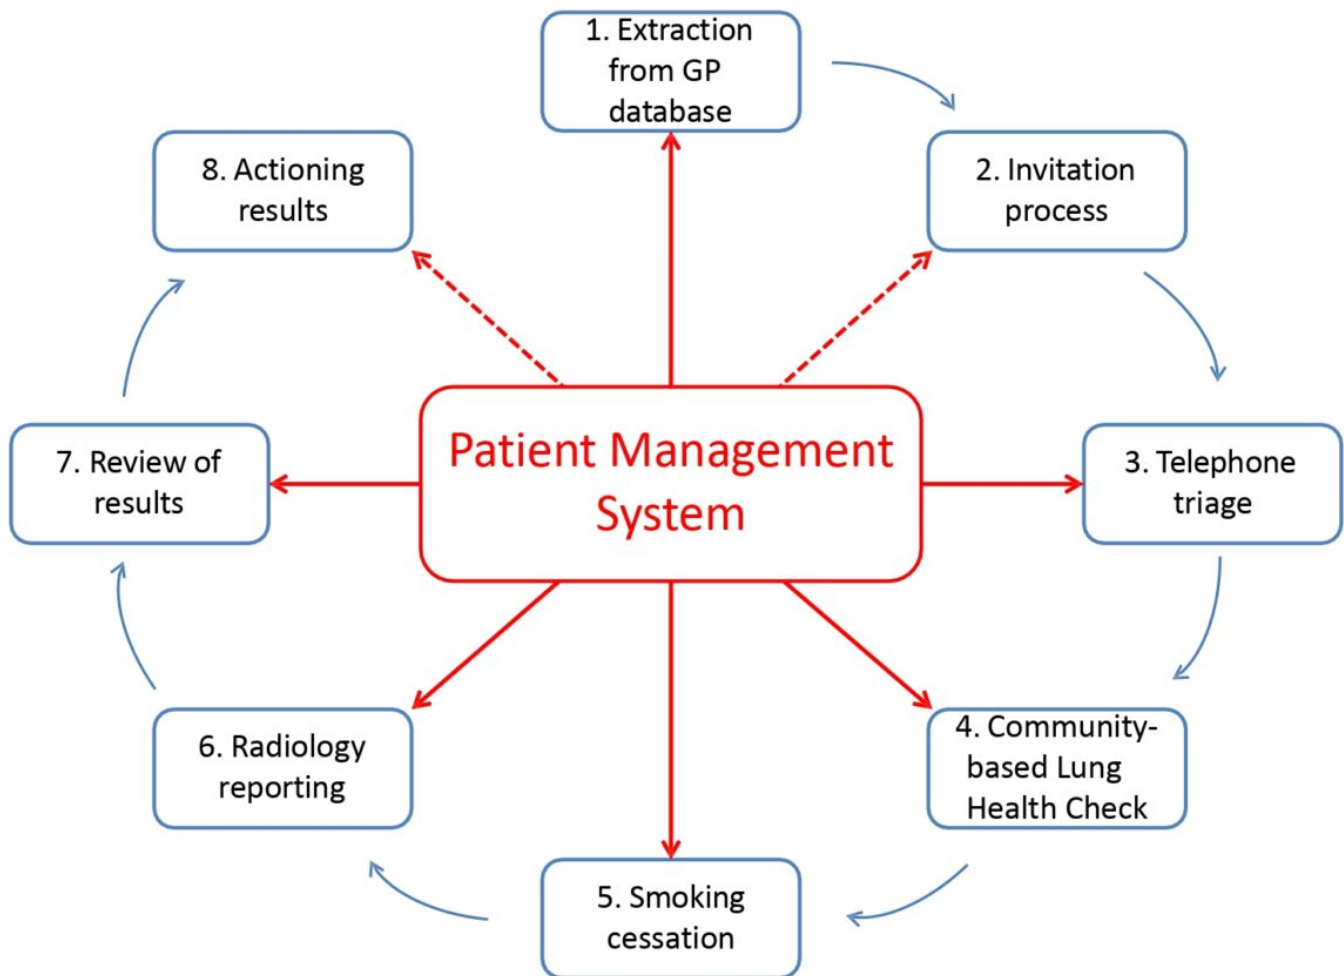 1. Extraction
from GP
database
2. Invitation
process
3. Telephone
triage
4. Community-
based Lung
Health Check
5. Smoking
cessation
6. Radiology
reporting
7. Review of
results
8. Actioning
results
Patient Management
System